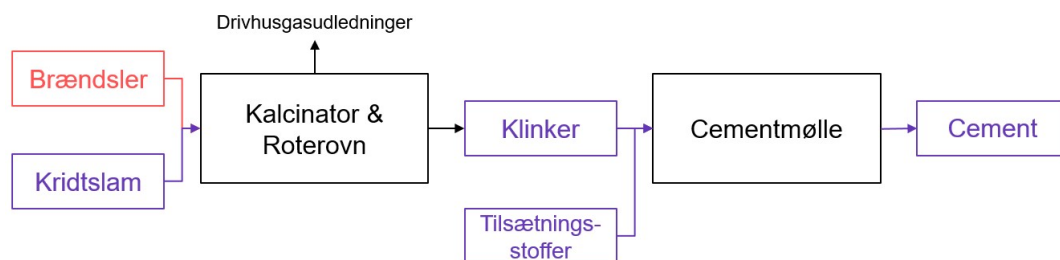 Drivhusgasudledninger
Brændsler
Kridtslam
Kalcinator &
Roterovn
Klinker
Tilsætnings-
stoffer
Cementmølle
Cement